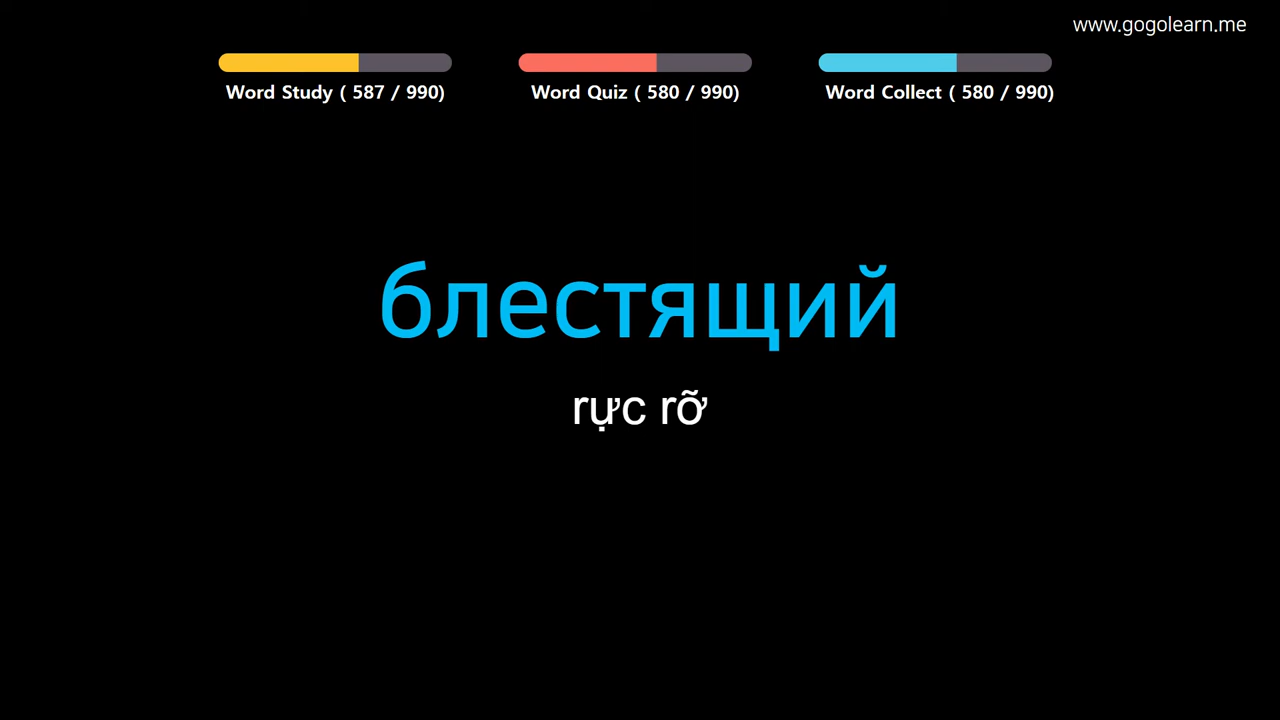 www.gogolearn.me
Word Study ( 587 / 990)
Word Quiz ( 580 / 990)
Word Collect ( 580 / 990)
блестящий
rực rỡ